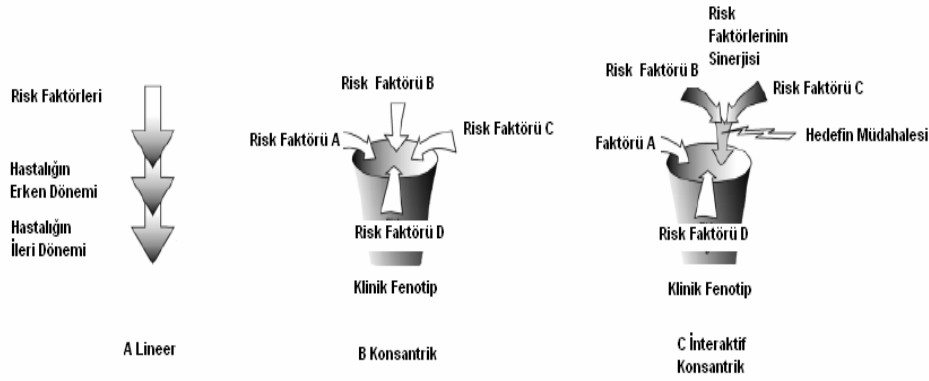 Risk Faktörleri
Hastalığın
Erken Dönemi
Hastalığın
İleri Dönemi
A Lineer
Risk Faktörü B
Risk Faktörü A
Risk Faktörü C
Risk Faktörü D
Klinik Fenotip
B Konsantrik
Risk
Faktörlerinin
Sinerjisi
Risk Faktörü B
Risk Faktörü C
Faktörü A
Hedefin Müdahalesi
Risk Faktörü D
Klinik Fenotip
C İnteraktif
Konsantrik